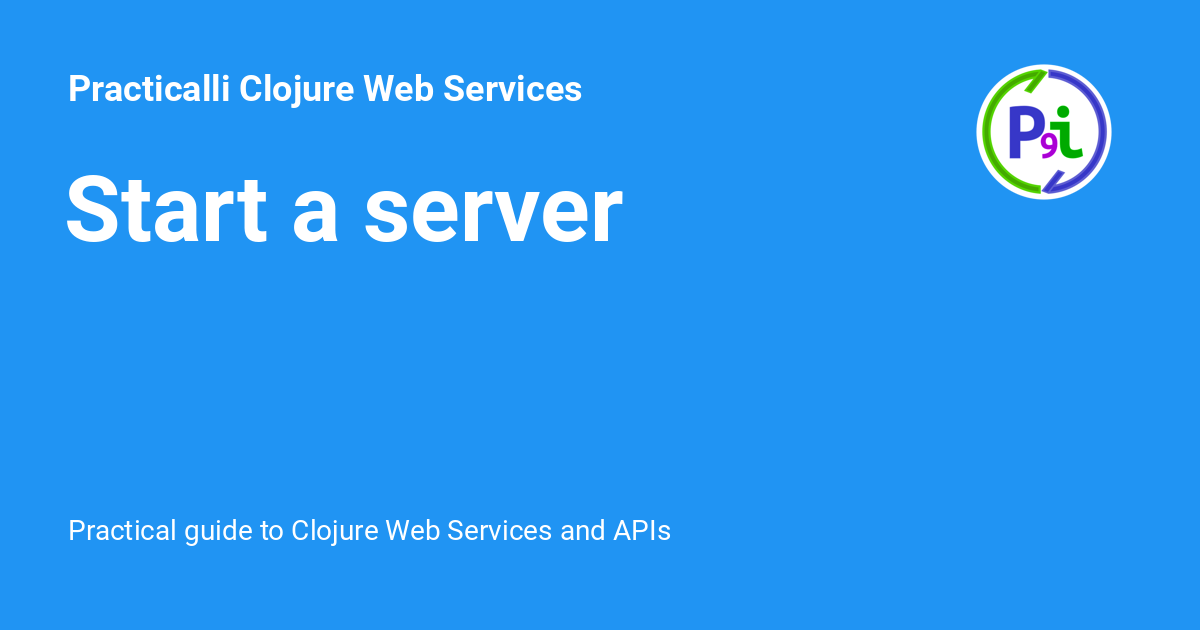 Practicalli Clojure Web Services
P9i
Start a server
Practical guide to Clojure Web Services and APIs